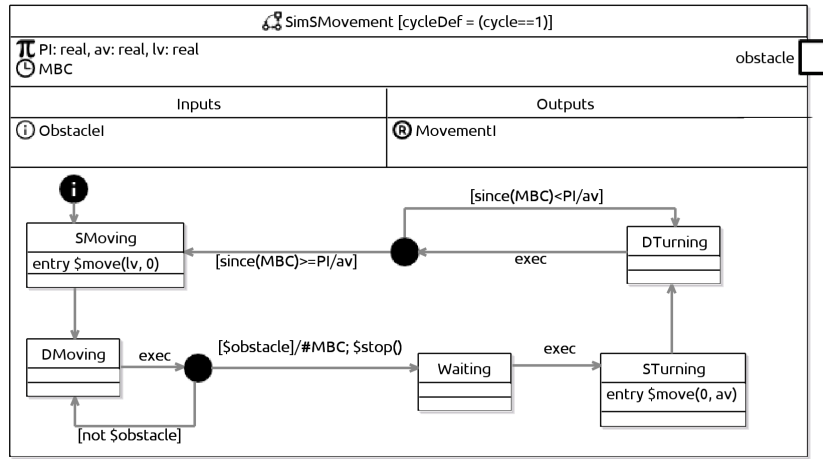 SimSMovement [cycleDef = (cycle==1)]
π PI: real, av: real, lv: real
MBC
obstacle
Inputs
Outputs
i ObstacleI
R MovementI
i
[since(MBC)<PI/av]
SMoving
entry $move(lv, 0)
[since(MBC)>=PI/av]
exec
DTurning
DMoving
exec
[$obstacle]/#MBC; $stop()
Waiting
exec
STurning
entry $move(0, av)
[not $obstacle]